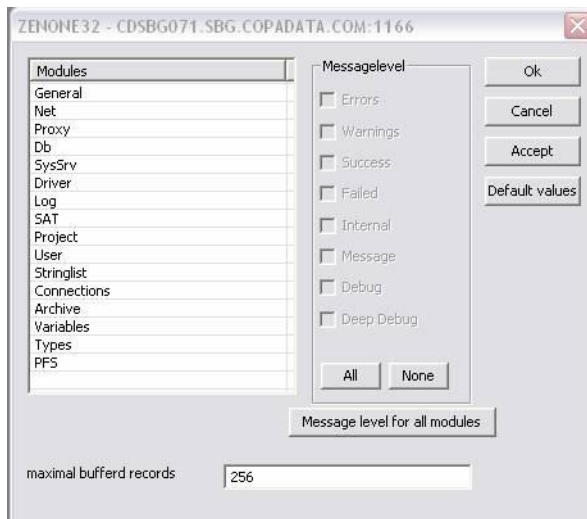 ZENONE32 - CDSBG071.SBG.COPADATA.COM:1166
Modules
General
Net
Proxy
Db
SysSrv
Driver
Log
SAT
Project
User
Stringlist
Connections
Archive
Variables
Types
PFS
Messagelevel
Errors
Warnings
Success
Failed
Internal
Message
Debug
Deep Debug
All None
Ok
Cancel
Accept
Default values
Message level for all modules
maximal bufferd records 256